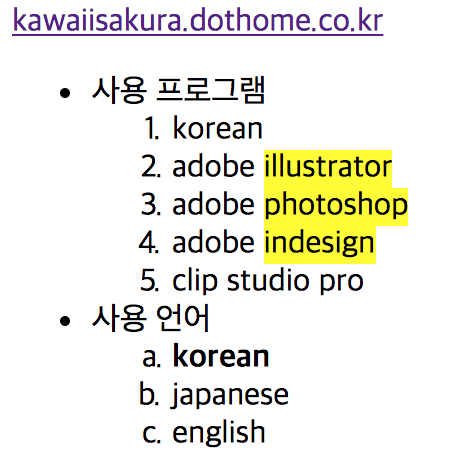 kawaiisakura.dothome.co.kr
• 사용 프로그램
1. korean
2. adobe illustrator
3. adobe photoshop
4. adobe indesign
5. clip studio pro
• 사용 언어
a. korean
b. japanese
c. english